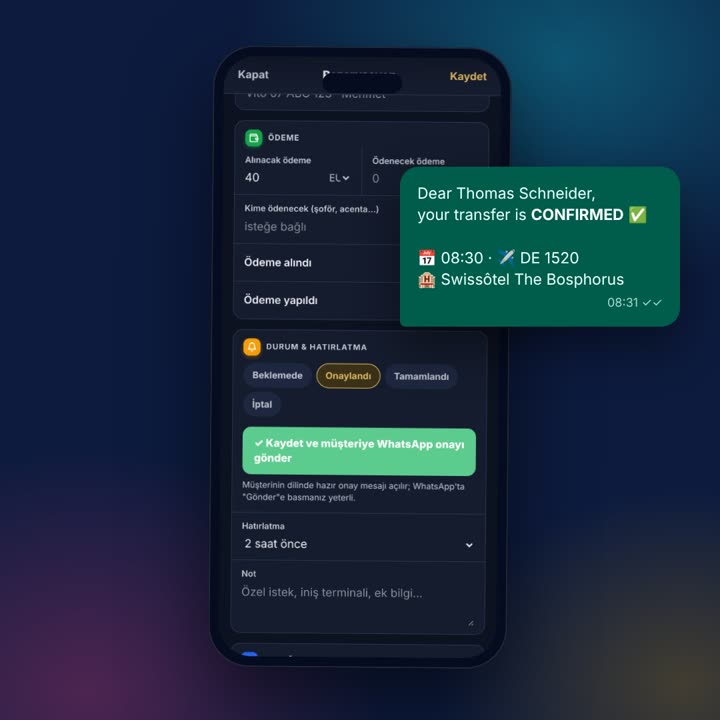 Kapat
Kaydet
ÖDEME
Alınacak ödeme
Ödenecek ödeme
40
0
Kime ödenecek (şoför, acenta...)
isteğe bağlı
Ödeme alındı
Ödeme yapıldı
Dear Thomas Schneider,
your transfer is CONFIRMED ✅
📅 08:30 · ✈️ DE 1520
🏨 Swissôtel The Bosphorus
08:31 ✓✓
DURUM & HATIRLATMA
Beklemede
Onaylandı
Tamamlandı
İptal
✓ Kaydet ve müşteriye WhatsApp onayı
gönder
Müşterinin dilinde hazır onay mesajı açılır; WhatsApp'ta
"Gönder"e basmanız yeterli.
Hatırlatma
2 saat önce
Not
Özel istek, iniş terminali, ek bilgi...